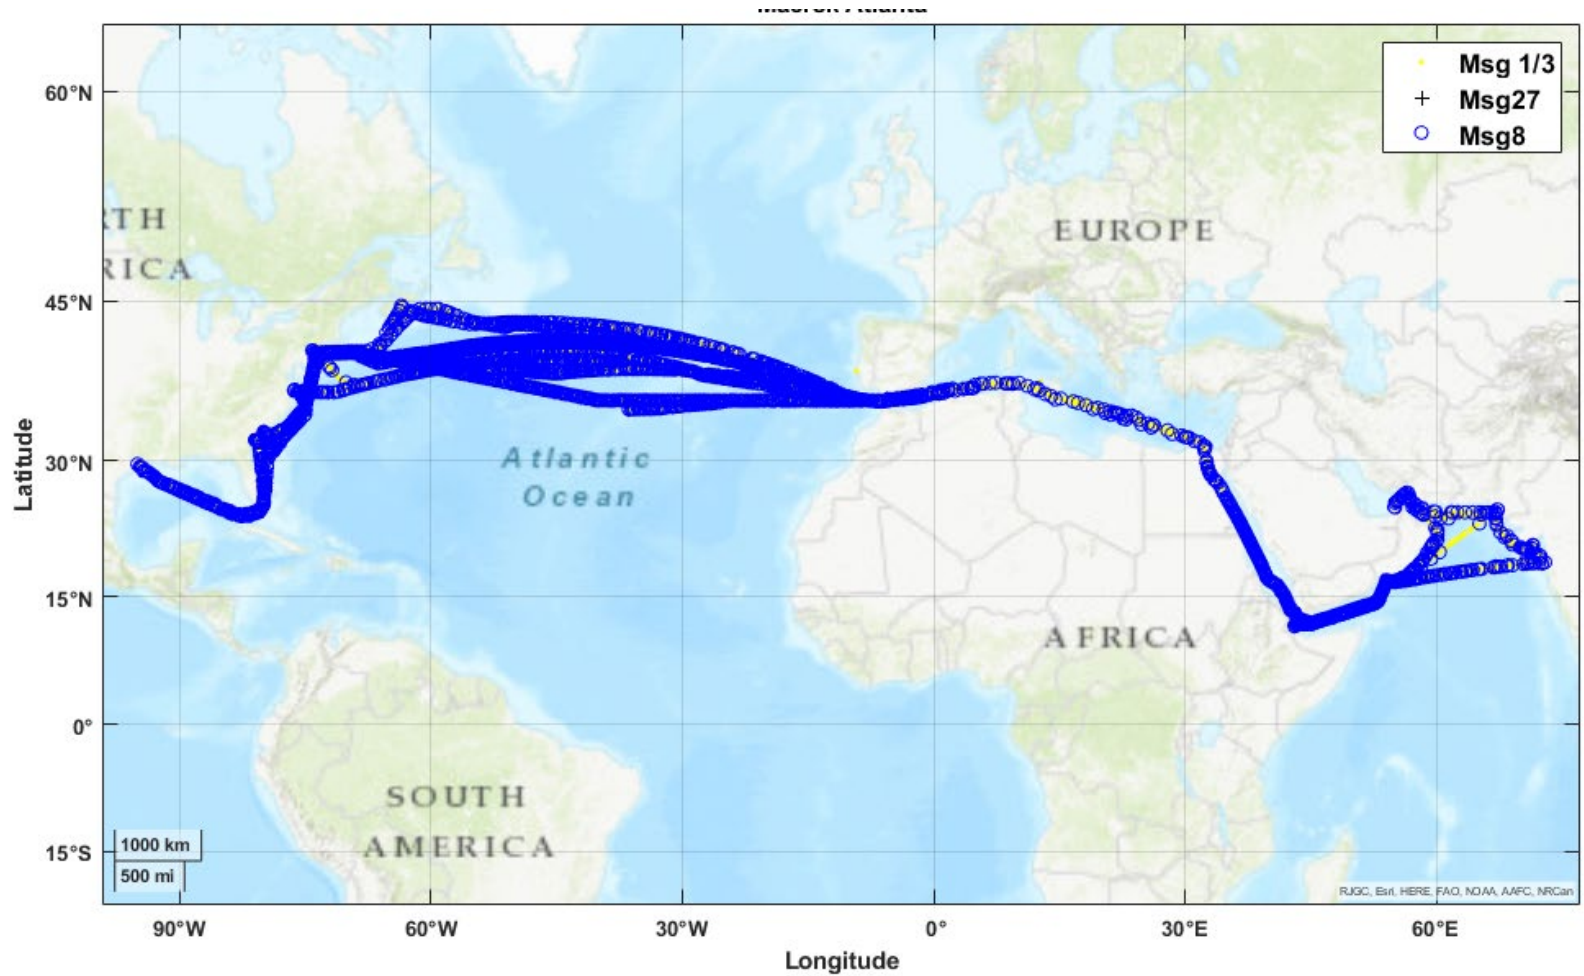 Maersk Atlanta
Msg 1/3
Msg27
Msg8
60°N
45°N
30°N
15°N
0°
15°S
Latitude
RTH
RICA
EUROPE
Atlantic
Ocean
AFRICA
SOUTH
AMERICA
1000 km
500 mi
RJGC, Esri, HERE, FAO, NOAA, AAFC, NRCan
90°W
60°W
30°W
0°
30°E
60°E
Longitude